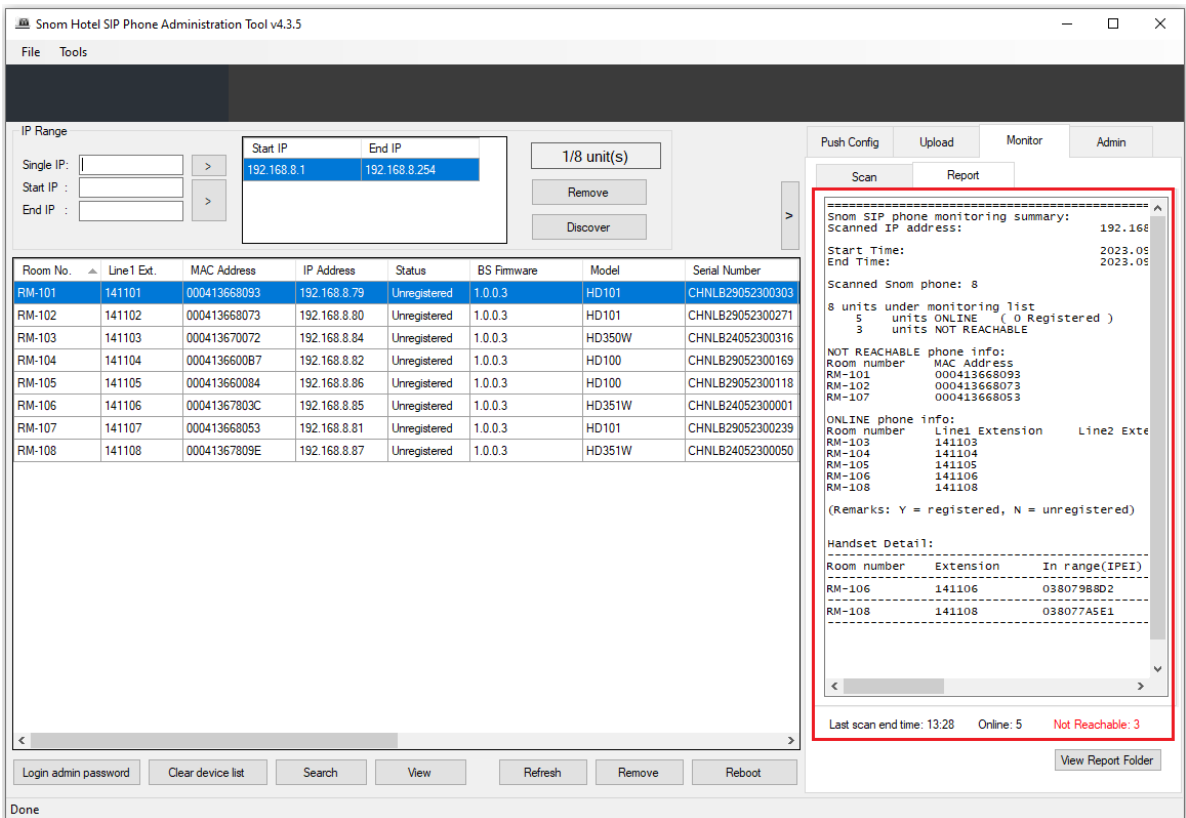 Snom Hotel SIP Phone Administration Tool v4.3.5
File Tools
IP Range
Single IP: >
Start IP :
End IP : >
Start IP End IP
192.168.8.1 192.168.8.254
1/8 unit(s)
Remove
Discover
>
Room No. Line1 Ext. MAC Address IP Address Status BS Firmware Model Serial Number
RM-101 141101 000413668093 192.168.8.79 Unregistered 1.0.0.3 HD101 CHNLB29052300303
RM-102 141102 000413668073 192.168.8.80 Unregistered 1.0.0.3 HD101 CHNLB29052300271
RM-103 141103 000413670072 192.168.8.84 Unregistered 1.0.0.3 HD350W CHNLB24052300316
RM-104 141104 0004136600B7 192.168.8.82 Unregistered 1.0.0.3 HD100 CHNLB29052300169
RM-105 141105 000413660084 192.168.8.86 Unregistered 1.0.0.3 HD100 CHNLB29052300118
RM-106 141106 00041367803C 192.168.8.85 Unregistered 1.0.0.3 HD351W CHNLB24052300001
RM-107 141107 000413668053 192.168.8.81 Unregistered 1.0.0.3 HD101 CHNLB29052300239
RM-108 141108 00041367809E 192.168.8.87 Unregistered 1.0.0.3 HD351W CHNLB24052300050
Login admin password Clear device list Search View Refresh Remove Reboot
Done
Push Config Upload Monitor Admin
Scan Report
================================================
Snom SIP phone monitoring summary:
Scanned IP address: 192.168
Start Time: 2023.09
End Time: 2023.09
Scanned Snom phone: 8
8 units under monitoring list
5 units ONLINE ( 0 Registered )
3 units NOT REACHABLE
NOT REACHABLE phone info:
Room number MAC Address
RM-101 000413668093
RM-102 000413668073
RM-107 000413668053
ONLINE phone info:
Room number Line1 Extension Line2 Exte
RM-103 141103
RM-104 141104
RM-105 141105
RM-106 141106
RM-108 141108
(Remarks: Y = registered, N = unregistered)
Handset Detail:
------------------------------------------------
Room number Extension In range(IPEI)
------------------------------------------------
RM-106 141106 038079B8D2
------------------------------------------------
RM-108 141108 038077A5E1
------------------------------------------------
Last scan end time: 13:28 Online: 5 Not Reachable: 3
View Report Folder